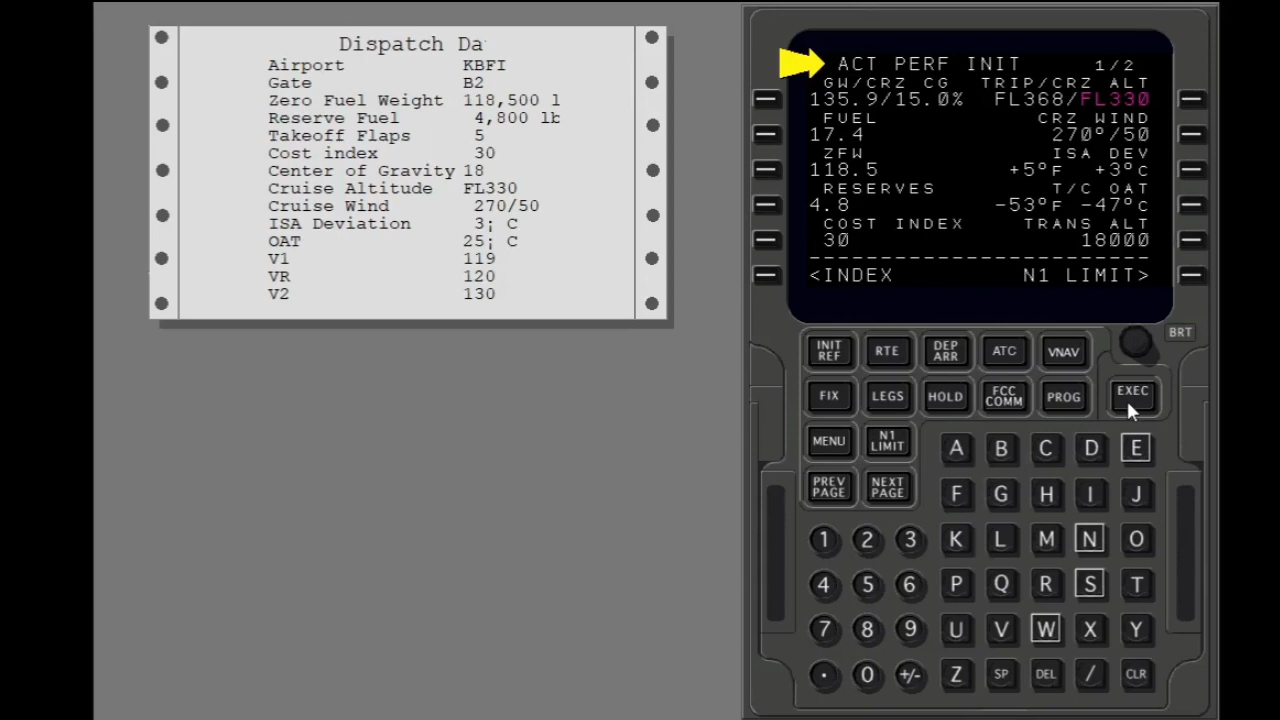 Dispatch Da
Airport KBFI
Gate B2
Zero Fuel Weight 118,500 l
Reserve Fuel 4,800 lb
Takeoff Flaps 5
Cost index 30
Center of Gravity 18
Cruise Altitude FL330
Cruise Wind 270/50
ISA Deviation 3¡ C
OAT 25¡ C
V1 119
VR 120
V2 130
ACT PERF INIT 1/2
GW/CRZ CG TRIP/CRZ ALT
135.9/15.0% FL368/FL330
FUEL CRZ WIND
17.4 270°/50
ZFW ISA DEV
118.5 +5°F +3°C
RESERVES T/C OAT
4.8 -53°F -47°C
COST INDEX TRANS ALT
30 18000
------------------------
<INDEX N1 LIMIT>
BRT
INIT REF RTE DEP ARR ATC VNAV
FIX LEGS HOLD FCC COMM PROG EXEC
MENU N1 LIMIT
PREV PAGE NEXT PAGE
A B C D E
F G H I J
1 2 3 K L M N O
4 5 6 P Q R S T
7 8 9 U V W X Y
. 0 +/- Z SP DEL / CLR